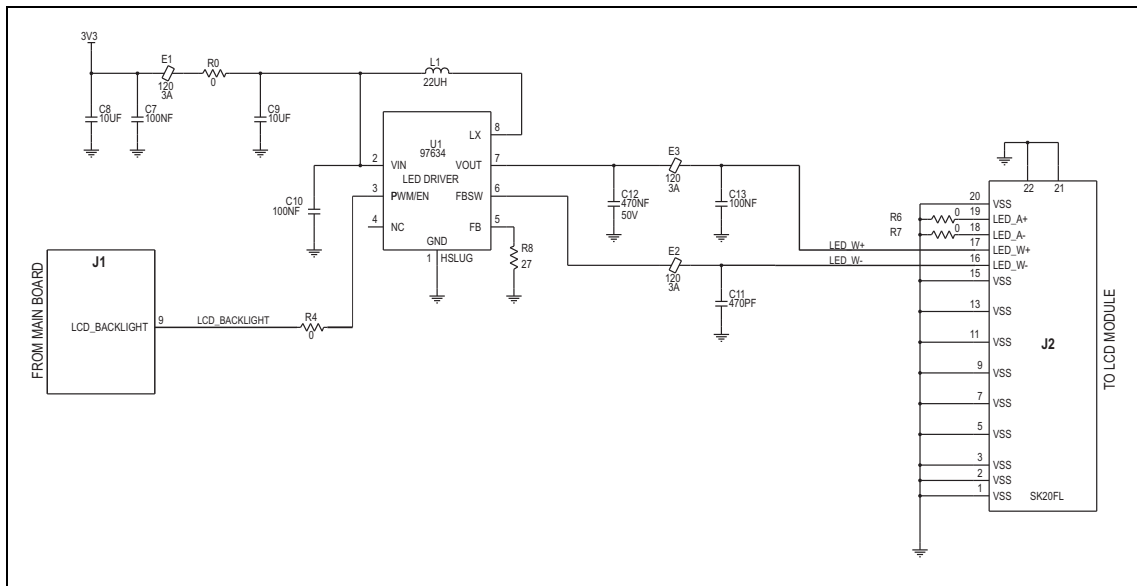 3V3
E1
120
3A
R0
0
L1
22UH
C8
10UF
C7
100NF
C9
10UF
U1
97634
LED DRIVER
8
LX
2
VIN
7
VOUT
3
PWM/EN
6
FBSW
4
NC
5
FB
GND
1
HSLUG
C10
100NF
R8
27
C12
470NF
50V
E3
120
3A
C13
100NF
E2
120
3A
C11
470PF
LED_W+
LED_W-
FROM MAIN BOARD
J1
LCD_BACKLIGHT
9
LCD_BACKLIGHT
R4
0
22
21
20
VSS
R6
0
19
LED_A+
R7
0
18
LED_A-
17
LED_W+
16
LED_W-
15
VSS
13
VSS
11
VSS
J2
9
VSS
7
VSS
5
VSS
3
VSS
2
VSS
1
VSS
SK20FL
TO LCD MODULE